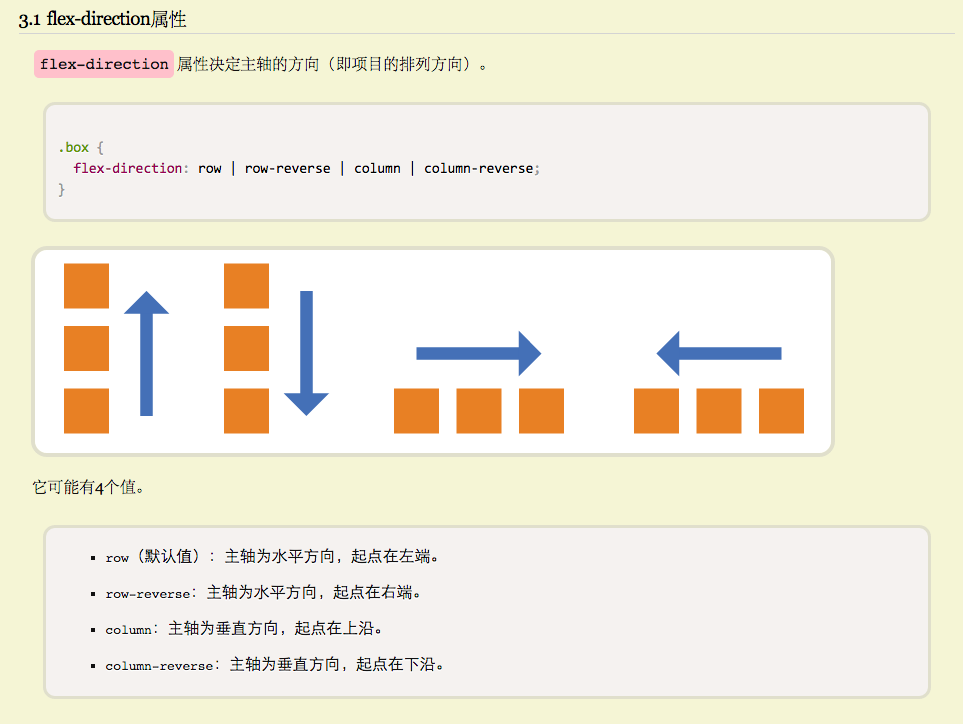 3.1 flex-direction属性
flex-direction 属性决定主轴的方向（即项目的排列方向）。
.box {
  flex-direction: row | row-reverse | column | column-reverse;
}
它可能有4个值。
▪ row（默认值）：主轴为水平方向，起点在左端。
▪ row-reverse：主轴为水平方向，起点在右端。
▪ column：主轴为垂直方向，起点在上沿。
▪ column-reverse：主轴为垂直方向，起点在下沿。